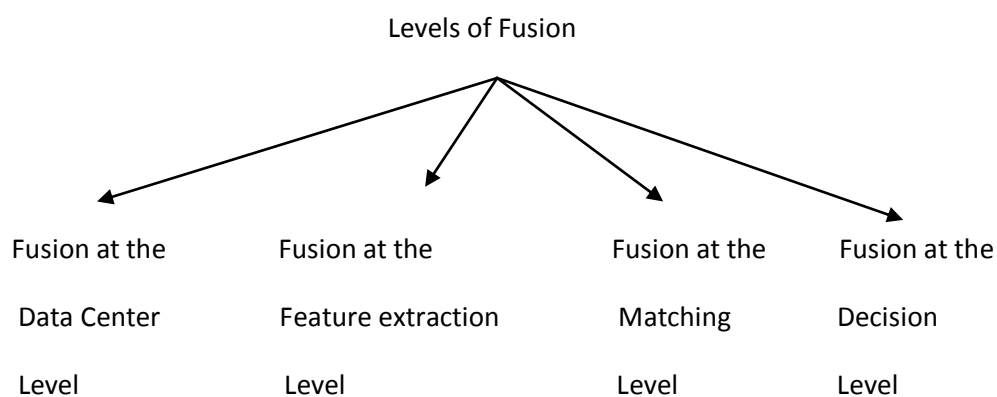 Levels of Fusion
Fusion at the
Data Center
Level
Fusion at the
Feature extraction
Level
Fusion at the
Matching
Level
Fusion at the
Decision
Level